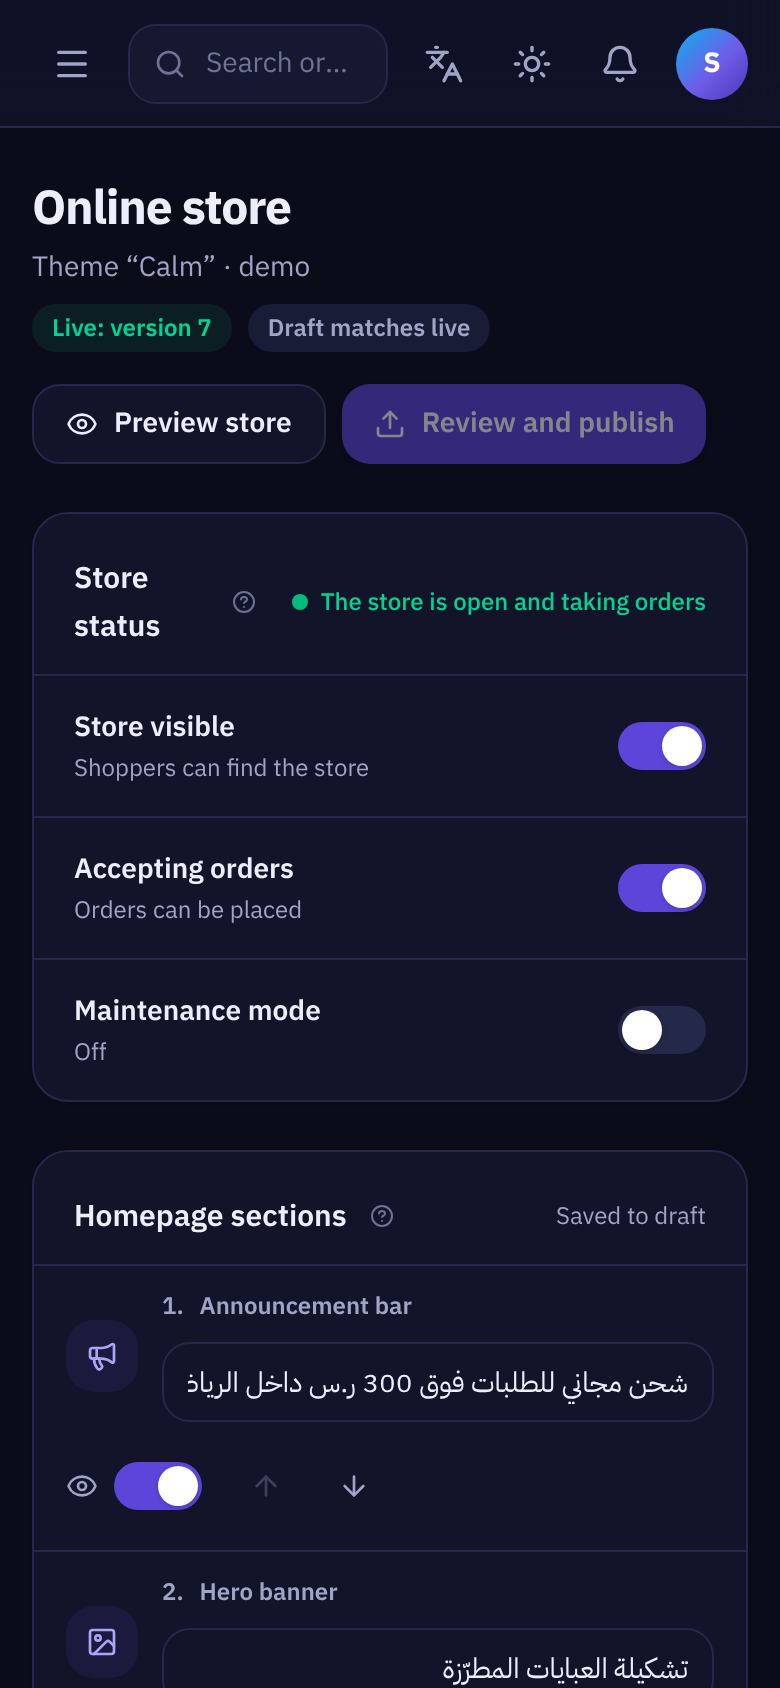 Search or...
S
Online store
Theme “Calm” · demo
Live: version 7
Draft matches live
Preview store
Review and publish
Store
status
The store is open and taking orders
Store visible
Shoppers can find the store
Accepting orders
Orders can be placed
Maintenance mode
Off
Homepage sections
Saved to draft
1. Announcement bar
شحن مجاني للطلبات فوق 300 ر.س داخل
2. Hero banner
تشكيلة العبايات المطرّزة